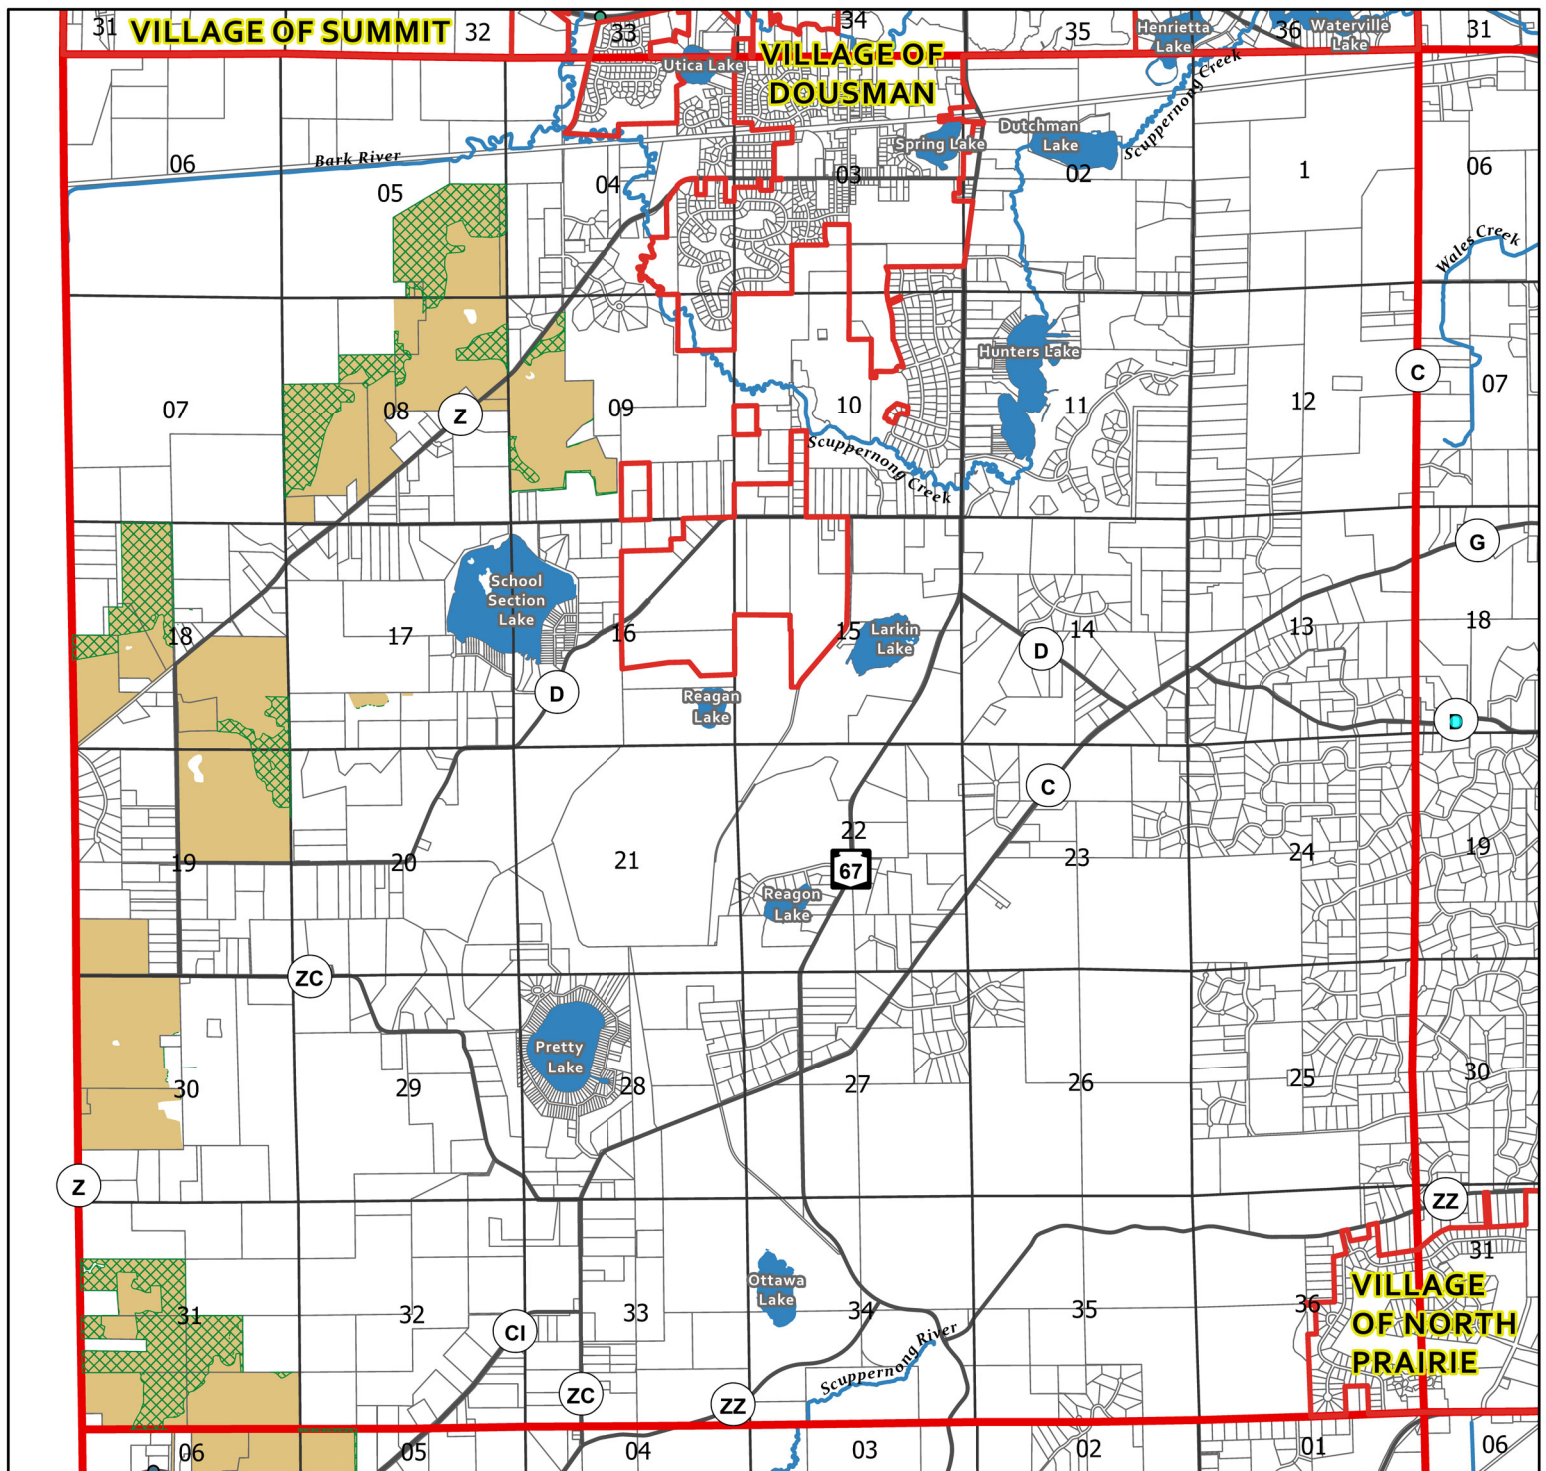 31
VILLAGE OF SUMMIT
32
33
34
35
Henrietta
Lake
36
Waterville
Lake
31
Utica Lake
VILLAGE OF
DOUSMAN
Scuppernong Creek
Spring Lake
Dutchman
Lake
06
Bark River
05
04
03
02
1
06
Wales Creek
Hunters Lake
C
07
08
Z
09
10
11
12
07
Scuppernong Creek
G
School
Section
Lake
18
17
16
15
Larkin
Lake
14
13
18
D
D
Reagan
Lake
D
C
19
20
21
22
67
23
24
19
Reagon
Lake
ZC
Pretty
Lake
30
29
28
27
26
25
30
Z
ZZ
31
Ottawa
Lake
VILLAGE
OF NORTH
PRAIRIE
31
32
CI
33
34
35
36
Scuppernong River
ZC
ZZ
06
05
04
03
02
01
06